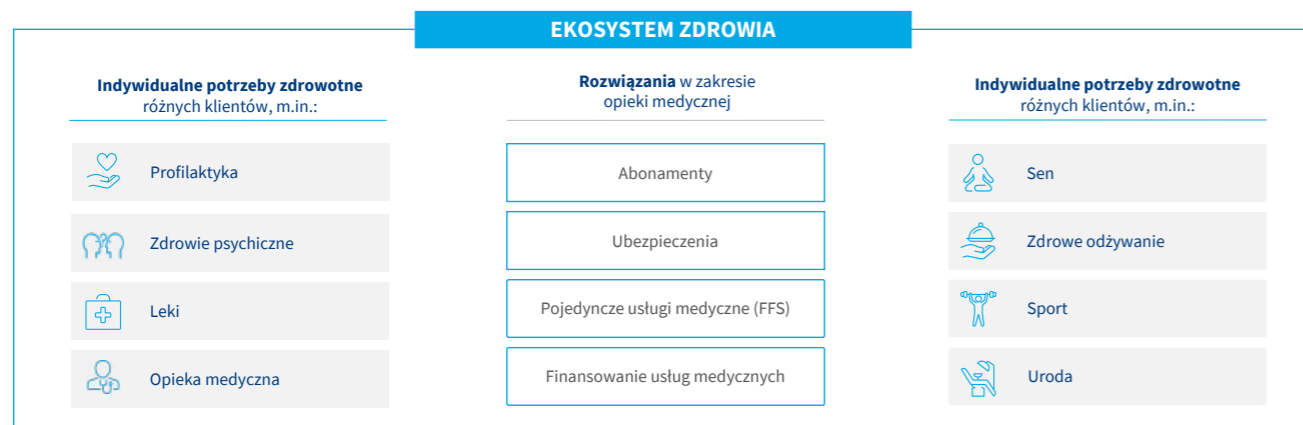 EKOSYSTEM ZDROWIA
Indywidualne potrzeby zdrowotne
różnych klientów, m.in.:
Profilaktyka
Zdrowie psychiczne
Leki
Opieka medyczna
Rozwiązania w zakresie
opieki medycznej
Abonamenty
Ubezpieczenia
Pojedyncze usługi medyczne (FFS)
Finansowanie usług medycznych
Indywidualne potrzeby zdrowotne
różnych klientów, m.in.:
Sen
Zdrowe odżywanie
Sport
Uroda